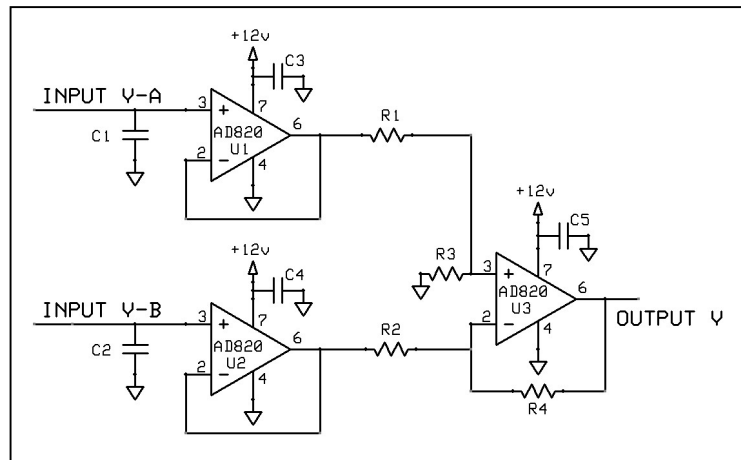 +12v
C3
INPUT Y-A
3
+
7
6
R1
C1
AD820
U1
2
−
4
+12v
C5
R3
3
+
7
6
AD820
U3
2
−
4
OUTPUT Y
R4
+12v
C4
INPUT Y-B
3
+
7
6
R2
C2
AD820
U2
2
−
4